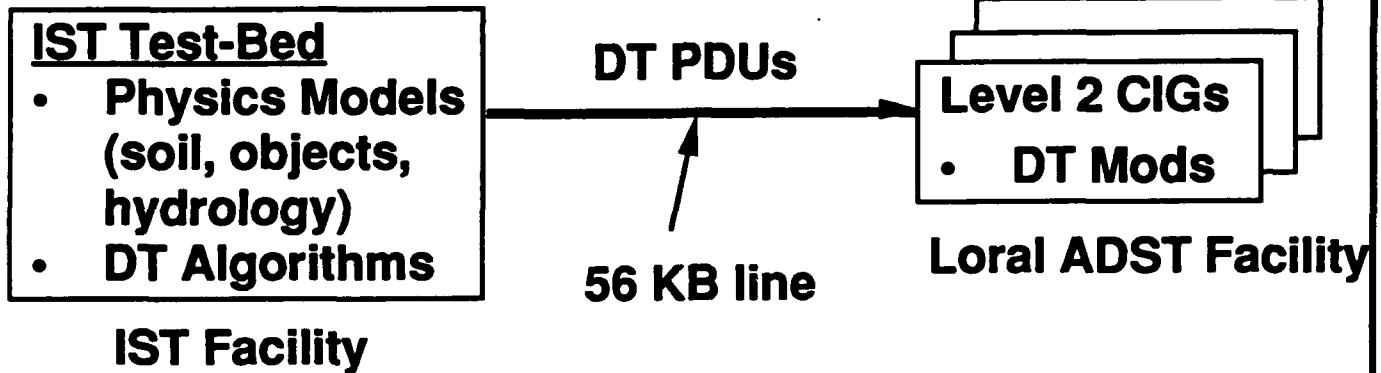 IST Test-Bed
• Physics Models
(soil, objects,
hydrology)
• DT Algorithms
IST Facility
DT PDUs
56 KB line
Level 2 CIGs
• DT Mods
Loral ADST Facility